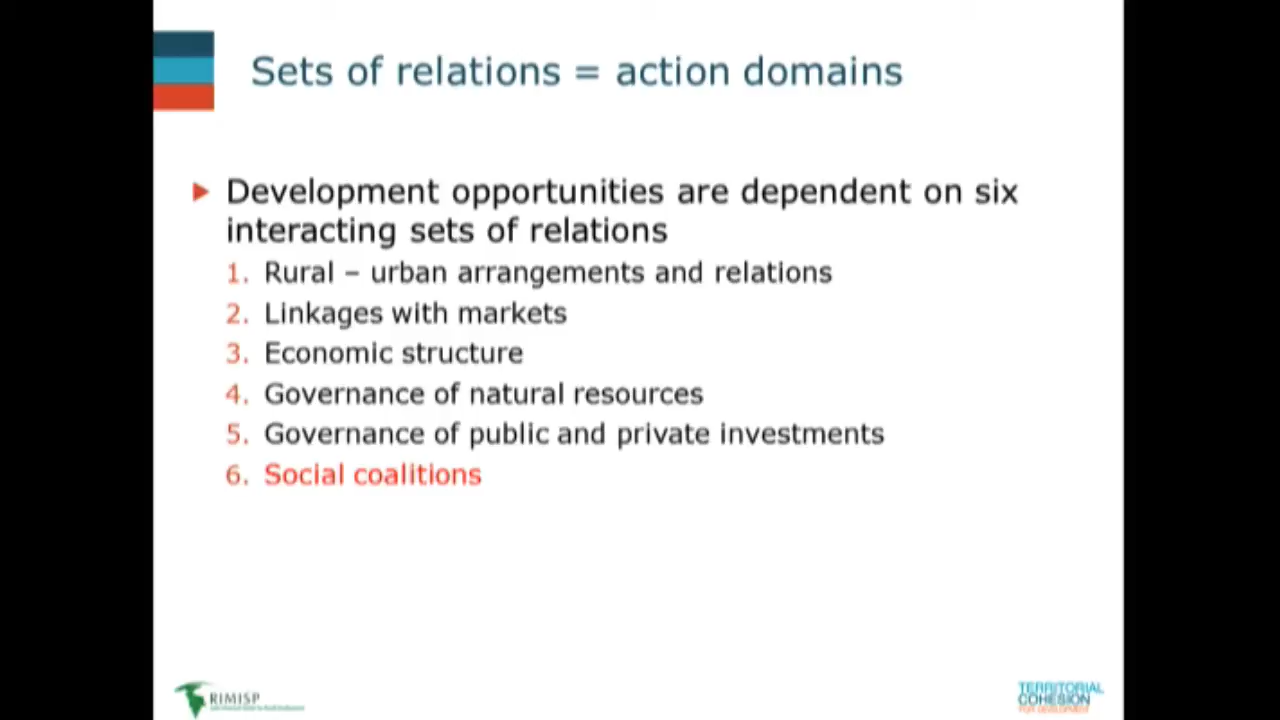 Sets of relations = action domains
Development opportunities are dependent on six
interacting sets of relations
1. Rural – urban arrangements and relations
2. Linkages with markets
3. Economic structure
4. Governance of natural resources
5. Governance of public and private investments
6. Social coalitions
RIMISP
TERRITORIAL
COHESION
FOR DEVELOPMENT